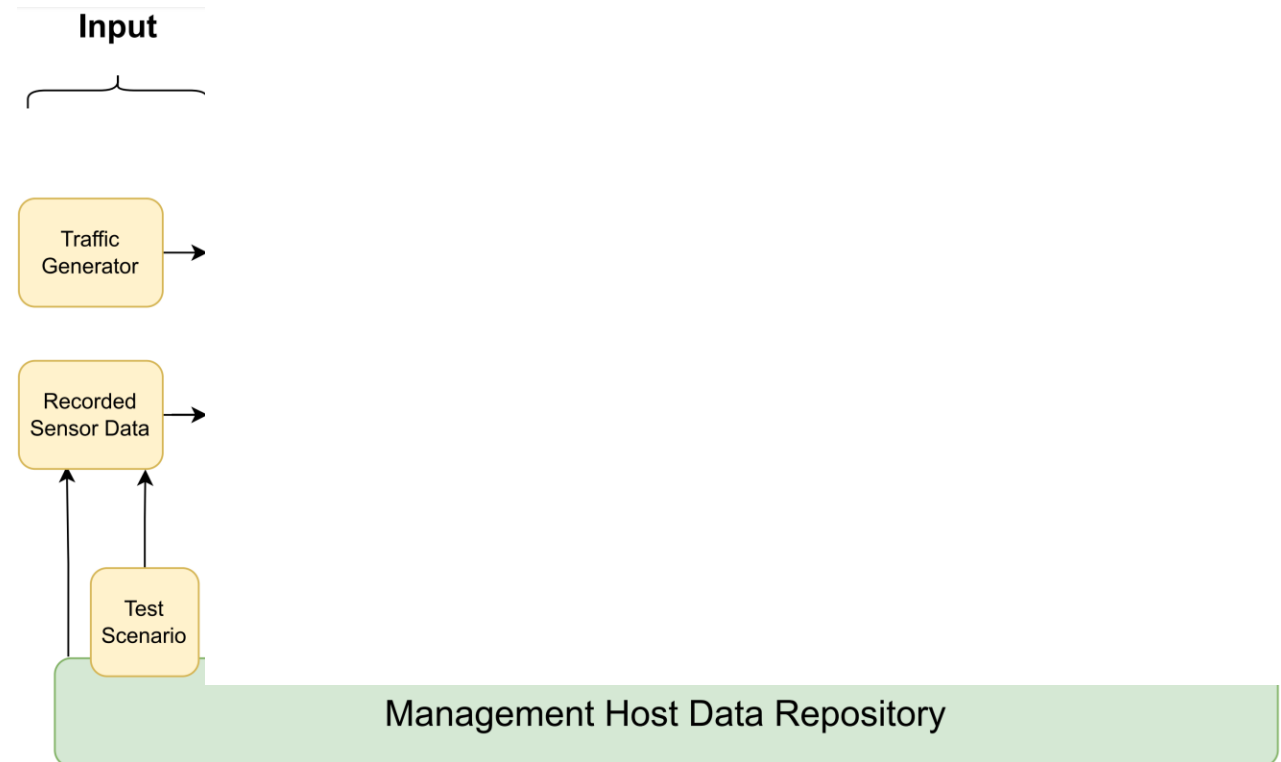 Input
Traffic
Generator
Recorded
Sensor Data
Test
Scenario
Management Host Data Repository